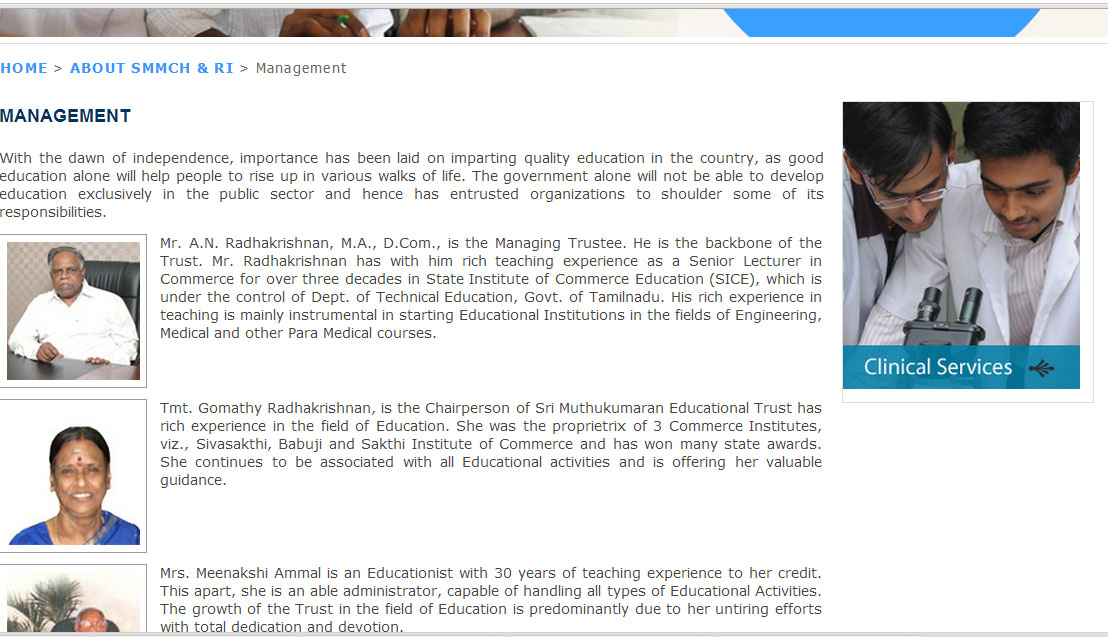 HOME > ABOUT SMMCH & RI > Management
MANAGEMENT
With the dawn of independence, importance has been laid on imparting quality education in the country, as good
education alone will help people to rise up in various walks of life. The government alone will not be able to develop
education exclusively in the public sector and hence has entrusted organizations to shoulder some of its
responsibilities.
Mr. A.N. Radhakrishnan, M.A., D.Com., is the Managing Trustee. He is the backbone of the
Trust. Mr. Radhakrishnan has with him rich teaching experience as a Senior Lecturer in
Commerce for over three decades in State Institute of Commerce Education (SICE), which is
under the control of Dept. of Technical Education, Govt. of Tamilnadu. His rich experience in
teaching is mainly instrumental in starting Educational Institutions in the fields of Engineering,
Medical and other Para Medical courses.
Tmt. Gomathy Radhakrishnan, is the Chairperson of Sri Muthukumaran Educational Trust has
rich experience in the field of Education. She was the proprietrix of 3 Commerce Institutes,
viz., Sivasakthi, Babuji and Sakthi Institute of Commerce and has won many state awards.
She continues to be associated with all Educational activities and is offering her valuable
guidance.
Mrs. Meenakshi Ammal is an Educationist with 30 years of teaching experience to her credit.
This apart, she is an able administrator, capable of handling all types of Educational Activities.
The growth of the Trust in the field of Education is predominantly due to her untiring efforts
with total dedication and devotion.
Clinical Services